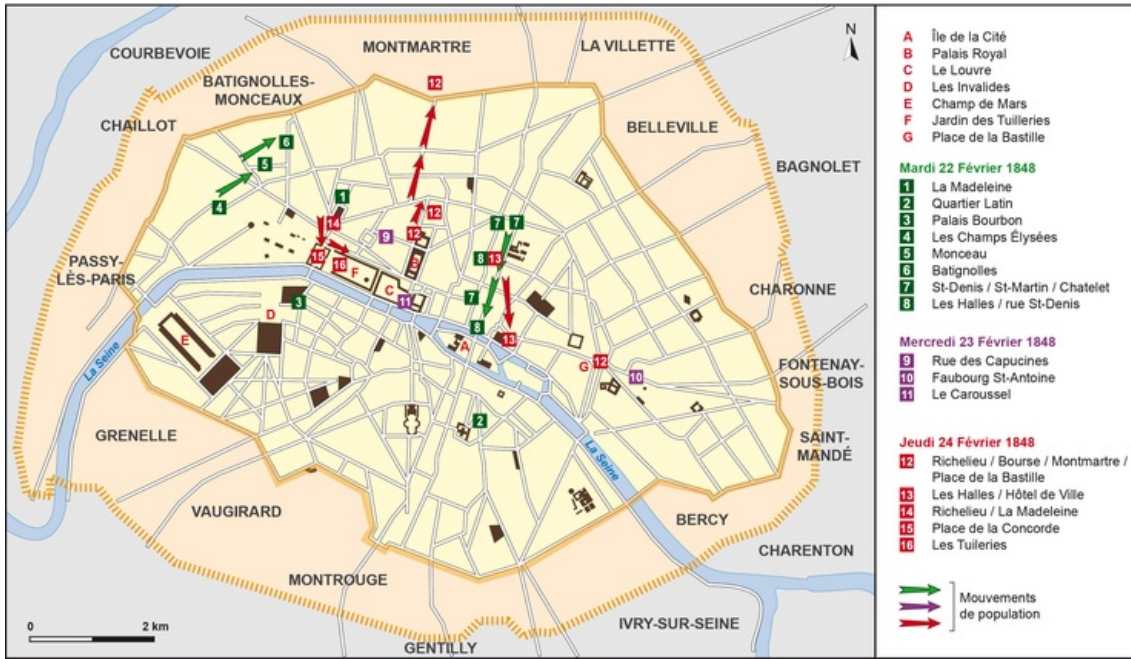 COURBEVOIE
MONTMARTRE
LA VILLETTE
N
BATIGNOLLES-
MONCEAUX
CHAILLOT
BELLEVILLE
BAGNOLET
PASSY-
LÈS-PARIS
CHARONNE
FONTENAY-
SOUS-BOIS
SAINT-
MANDÉ
GRENELLE
VAUGIRARD
BERCY
CHARENTON
MONTROUGE
IVRY-SUR-SEINE
GENTILLY
La Seine
La Seine
12
6
5
4
1
14
9
12
12
7
7
15
16
B
8
13
F
C
7
11
3
8
D
13
A
E
G
12
10
2
0
2 km
A Île de la Cité
B Palais Royal
C Le Louvre
D Les Invalides
E Champ de Mars
F Jardin des Tuilleries
G Place de la Bastille
Mardi 22 Février 1848
1 La Madeleine
2 Quartier Latin
3 Palais Bourbon
4 Les Champs Élysées
5 Monceau
6 Batignolles
7 St-Denis / St-Martin / Chatelet
8 Les Halles / rue St-Denis
Mercredi 23 Février 1848
9 Rue des Capucines
10 Faubourg St-Antoine
11 Le Caroussel
Jeudi 24 Février 1848
12 Richelieu / Bourse / Montmartre /
Place de la Bastille
13 Les Halles / Hôtel de Ville
14 Richelieu / La Madeleine
15 Place de la Concorde
16 Les Tuileries
Mouvements
de population